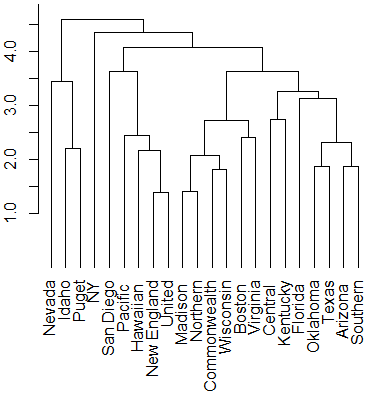 4.0
3.0
2.0
1.0
Nevada
Idaho
Puget
NY
San Diego
Pacific
Hawaiian
New England
United
Madison
Northern
Commonwealth
Wisconsin
Boston
Virginia
Central
Kentucky
Florida
Oklahoma
Texas
Arizona
Southern